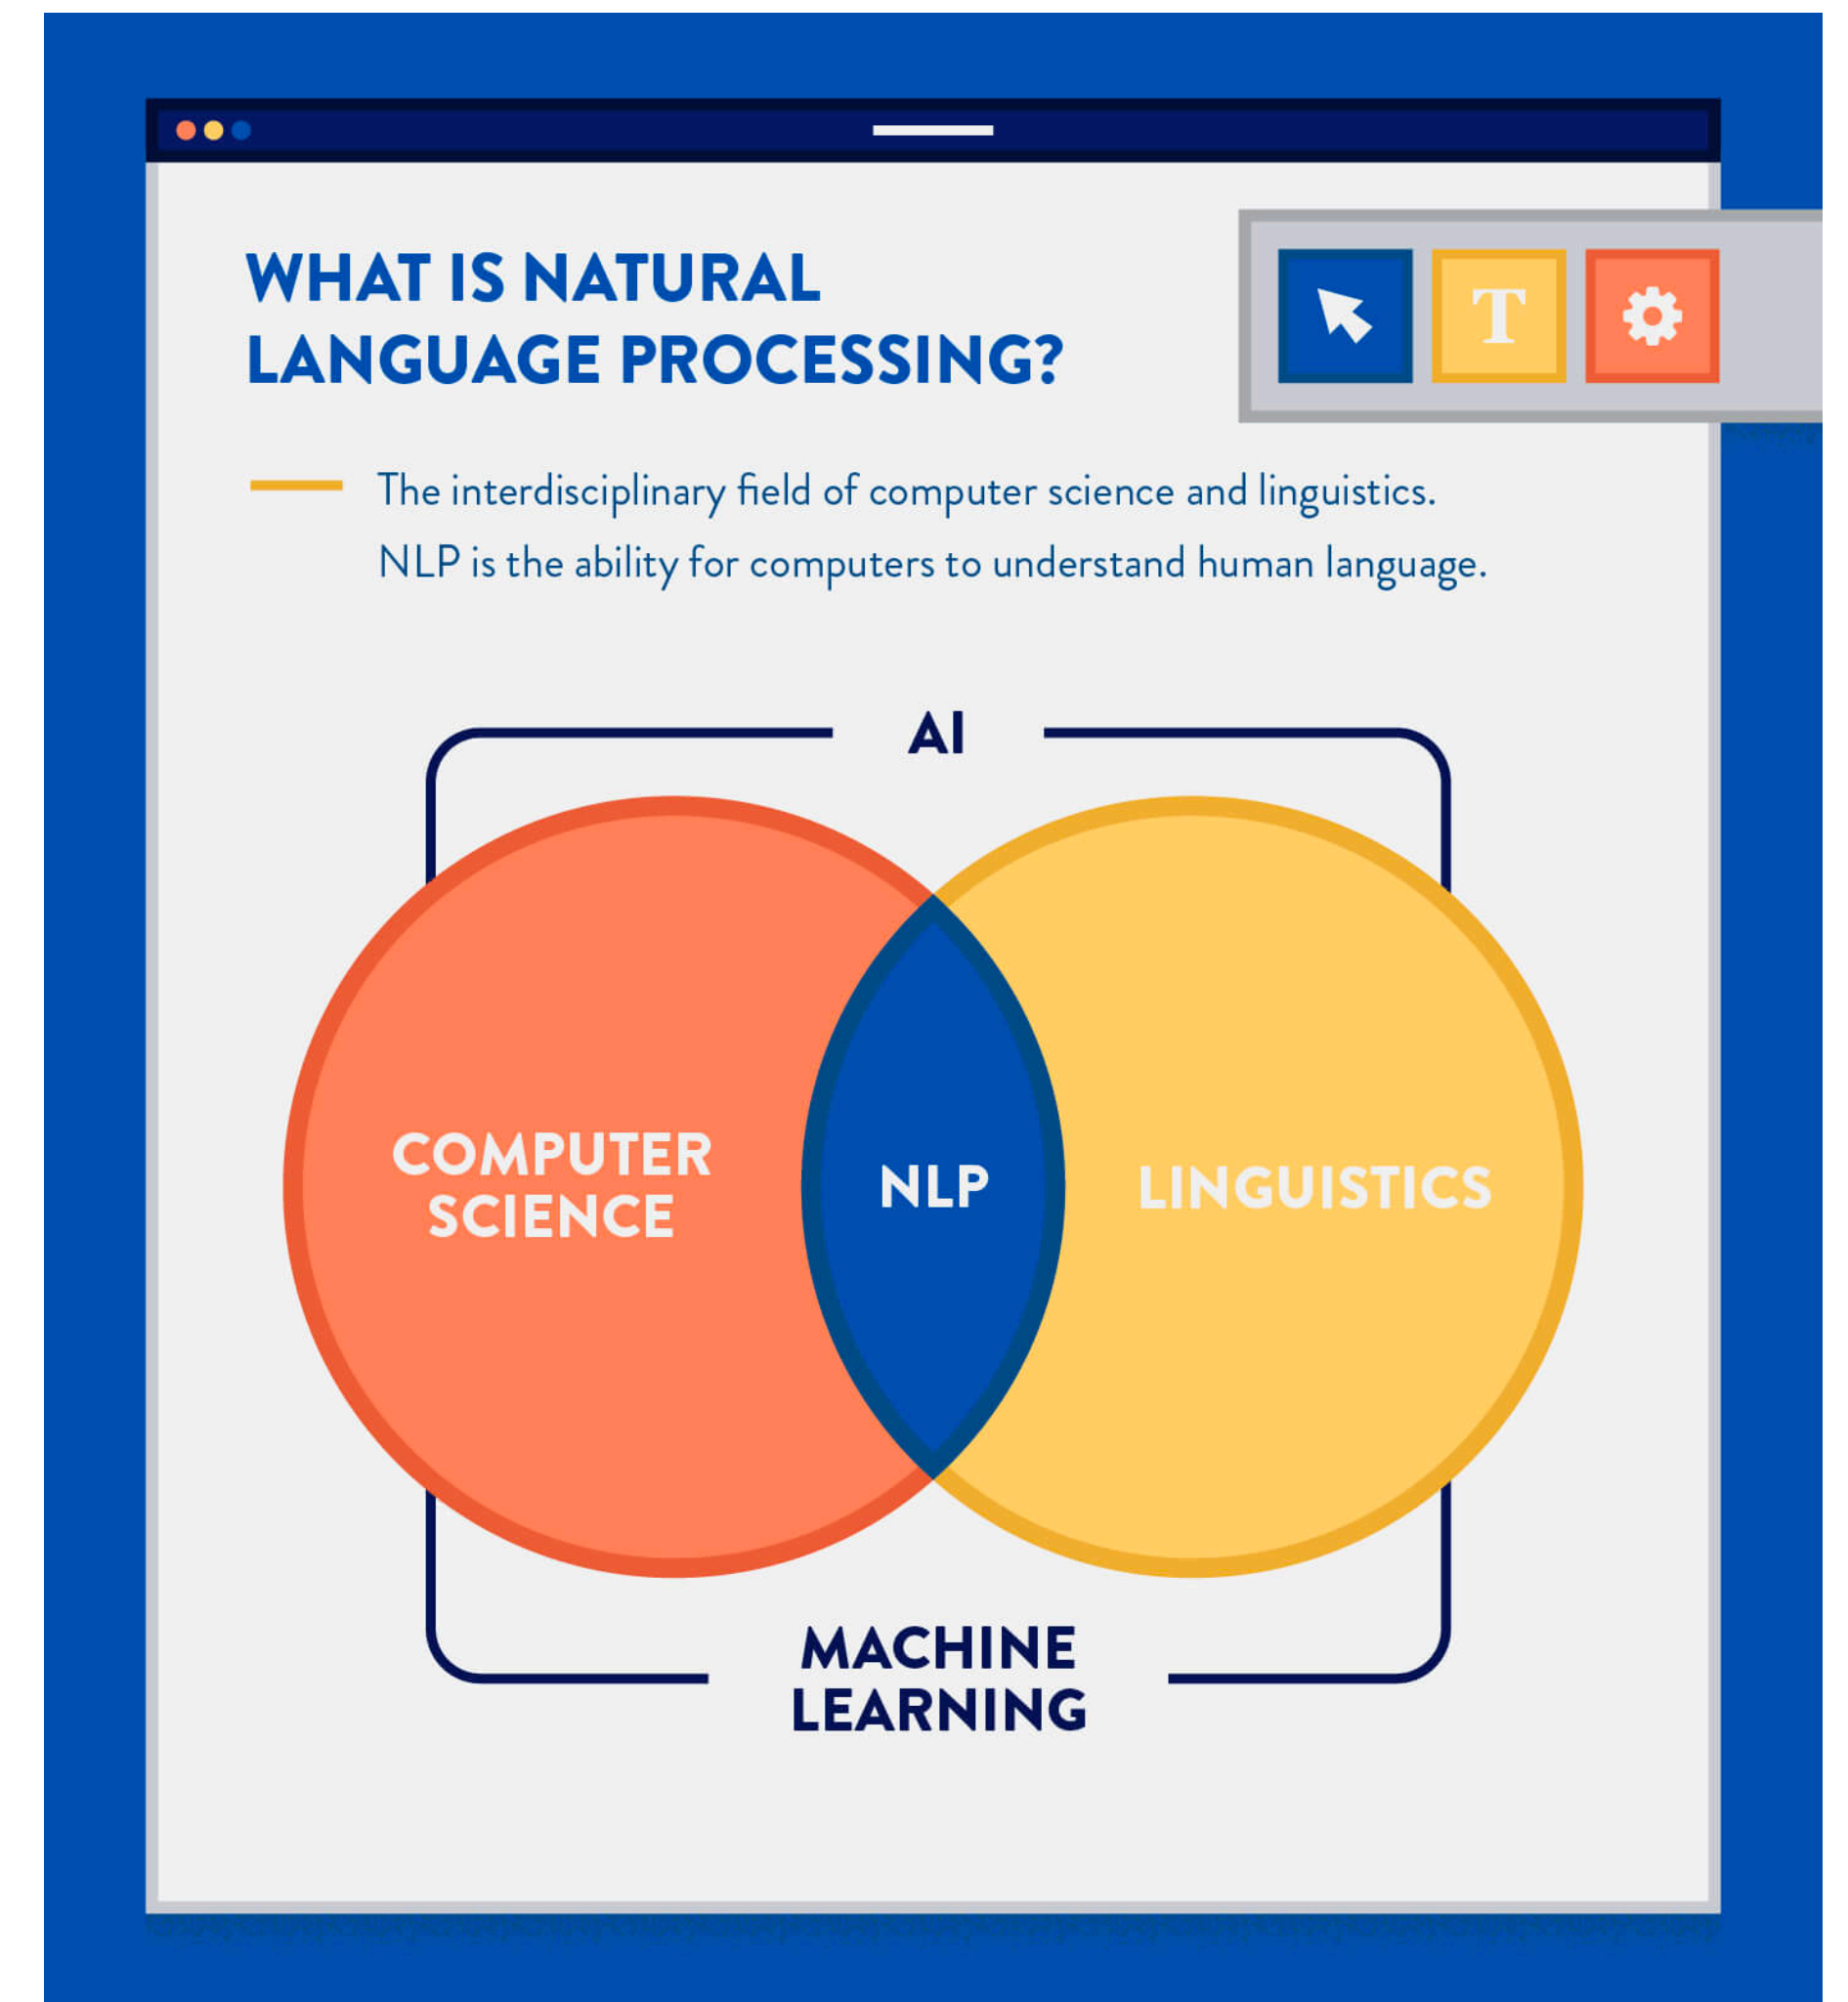 WHAT IS NATURAL
LANGUAGE PROCESSING?
T
The interdisciplinary field of computer science and linguistics.
NLP is the ability for computers to understand human language.
AI
COMPUTER
SCIENCE
NLP
LINGUISTICS
MACHINE
LEARNING